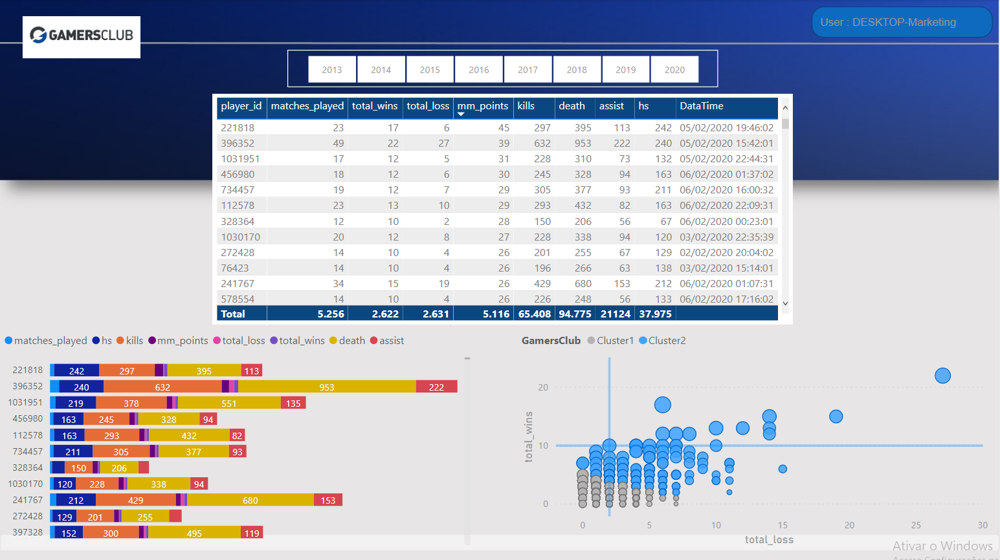 GAMERSCLUB
User : DESKTOP-Marketing
2013 2014 2015 2016 2017 2018 2019 2020
player_id matches_played total_wins total_loss mm_points kills death assist hs DataTime
221818 23 17 6 45 297 395 113 242 05/02/2020 19:46:02
396352 49 22 27 39 632 953 222 240 05/02/2020 15:42:01
1031951 17 12 5 31 228 310 73 132 05/02/2020 22:44:31
456980 18 12 6 30 245 328 94 163 06/02/2020 01:37:02
734457 19 12 7 29 305 377 93 211 06/02/2020 16:00:32
112578 23 13 10 29 293 432 82 163 06/02/2020 22:09:31
328364 12 10 2 28 150 206 56 67 06/02/2020 00:23:01
1030170 20 12 8 27 228 338 94 120 03/02/2020 22:35:39
272428 14 10 4 26 201 255 67 129 02/02/2020 20:04:02
76423 14 10 4 26 196 266 63 138 03/02/2020 15:14:01
241767 34 15 19 26 429 680 153 212 06/02/2020 01:07:31
578554 14 10 4 26 226 248 56 133 06/02/2020 17:16:02
Total 5.256 2.622 2.631 5.116 65.408 94.775 21124 37.975
matches_played hs kills mm_points total_loss total_wins death assist
221818 242 297 395 113
396352 240 632 953 222
1031951 219 378 551 135
456980 163 245 328 94
112578 163 293 432 82
734457 211 305 377 93
328364 150 206
1030170 120 228 338 94
241767 212 429 680 153
272428 129 201 255
397328 152 300 495 119
GamersClub Cluster1 Cluster2
total_wins
20
10
0
0 5 10 15 20 25 30
total_loss
Ativar o Windows